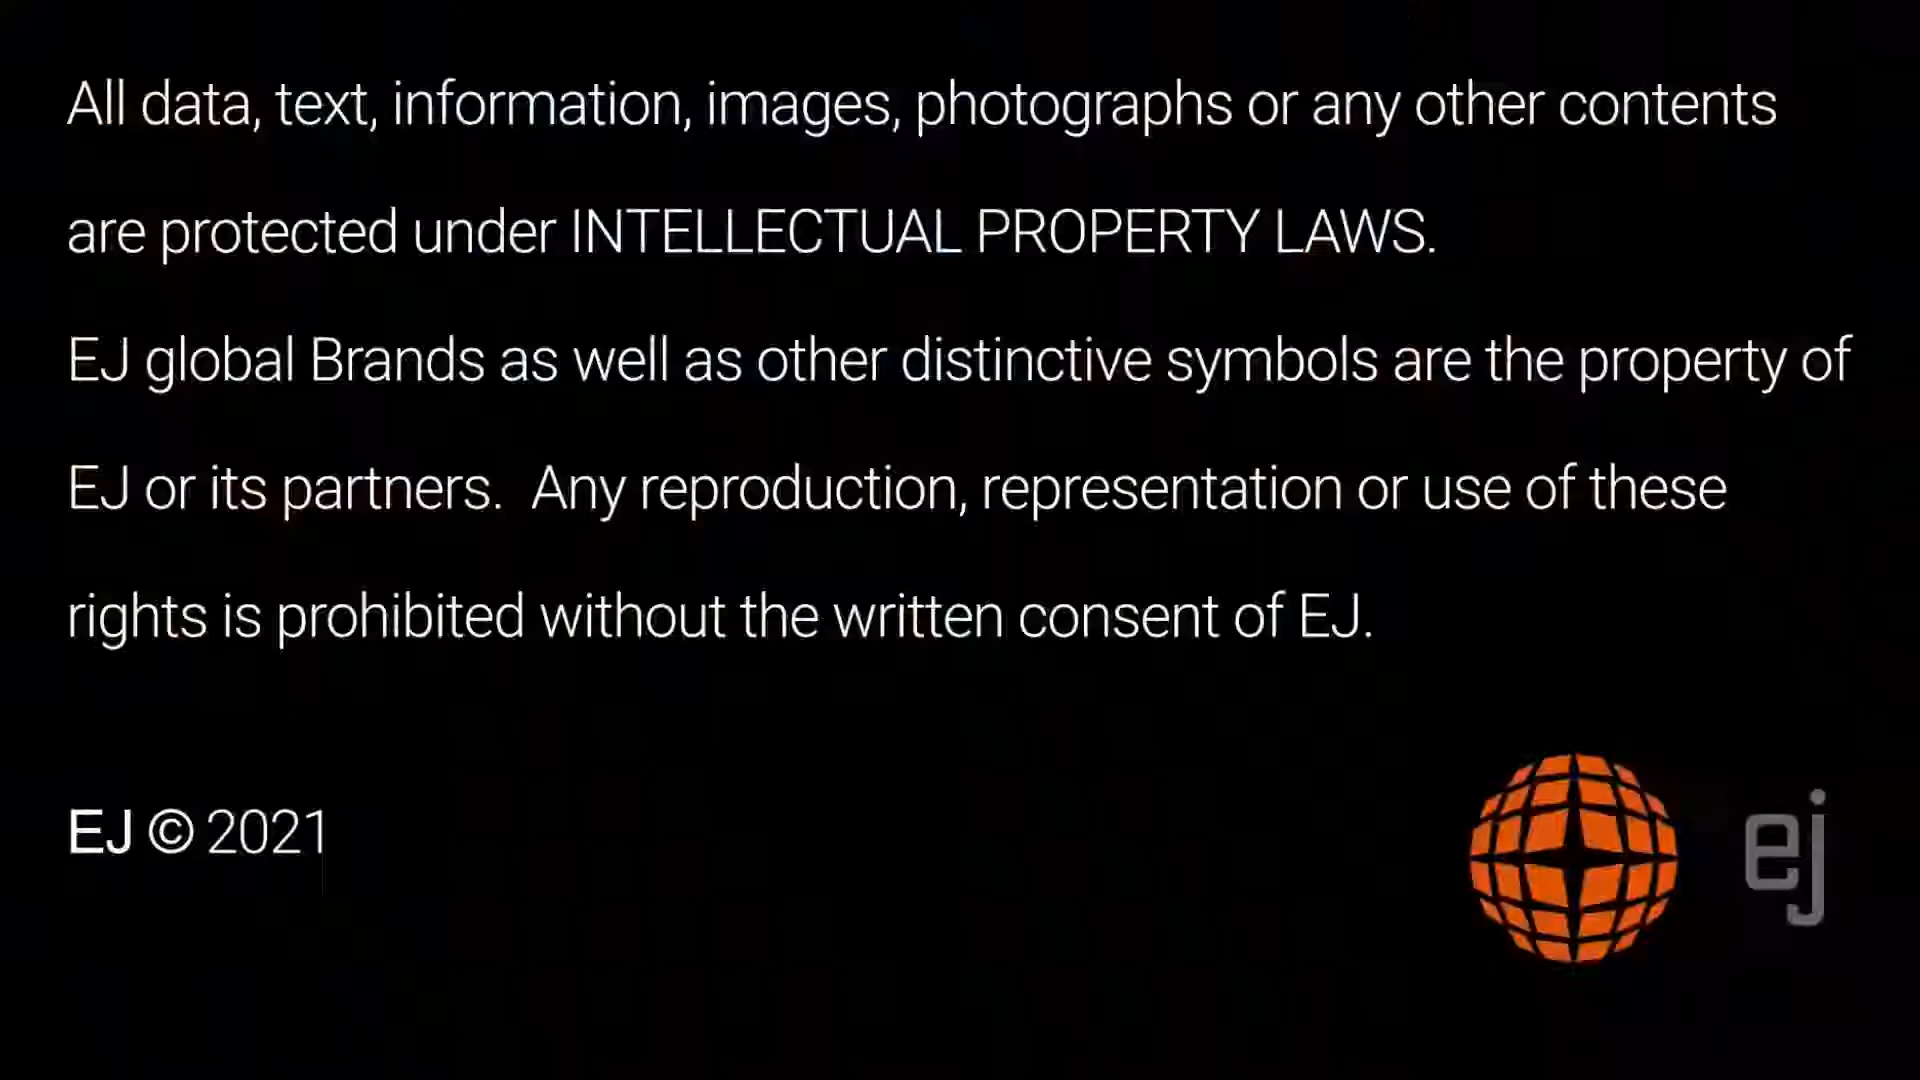 All data, text, information, images, photographs or any other contents
are protected under INTELLECTUAL PROPERTY LAWS.
EJ global Brands as well as other distinctive symbols are the property of
EJ or its partners.  Any reproduction, representation or use of these
rights is prohibited without the written consent of EJ.
EJ © 2021
ej